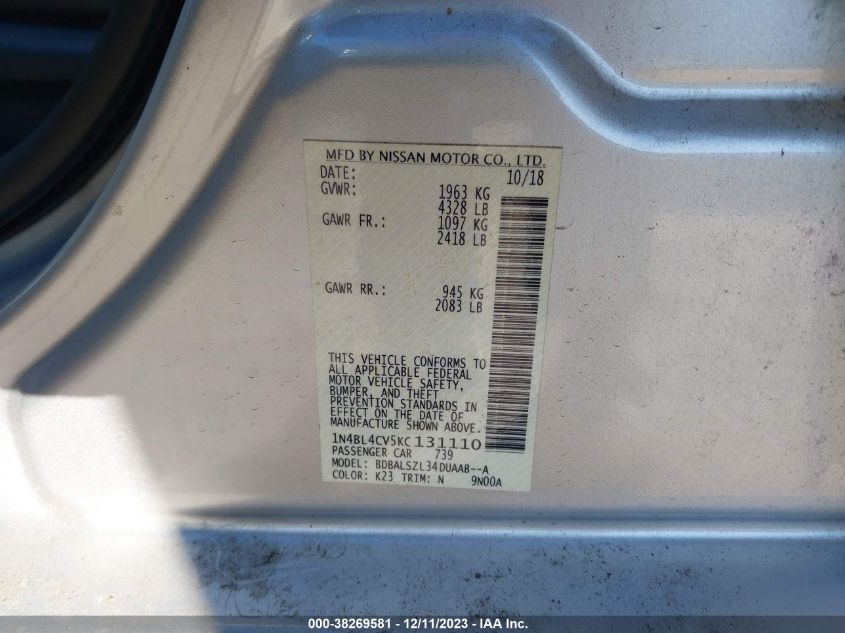 MFD BY NISSAN MOTOR CO., LTD.
DATE: 10/18
GVWR: 1963 KG
4328 LB
GAWR FR.: 1097 KG
2418 LB
GAWR RR.: 945 KG
2083 LB
THIS VEHICLE CONFORMS TO
ALL APPLICABLE FEDERAL
MOTOR VEHICLE SAFETY,
BUMPER, AND THEFT
PREVENTION STANDARDS IN
EFFECT ON THE DATE OF
MANUFACTURE SHOWN ABOVE.
1N4BL4CV5KC131110
PASSENGER CAR 739
MODEL: BDBALSZL34DUAAB--A
COLOR: K23 TRIM: N 9N00A
000-38269581 - 12/11/2023 - IAA Inc.